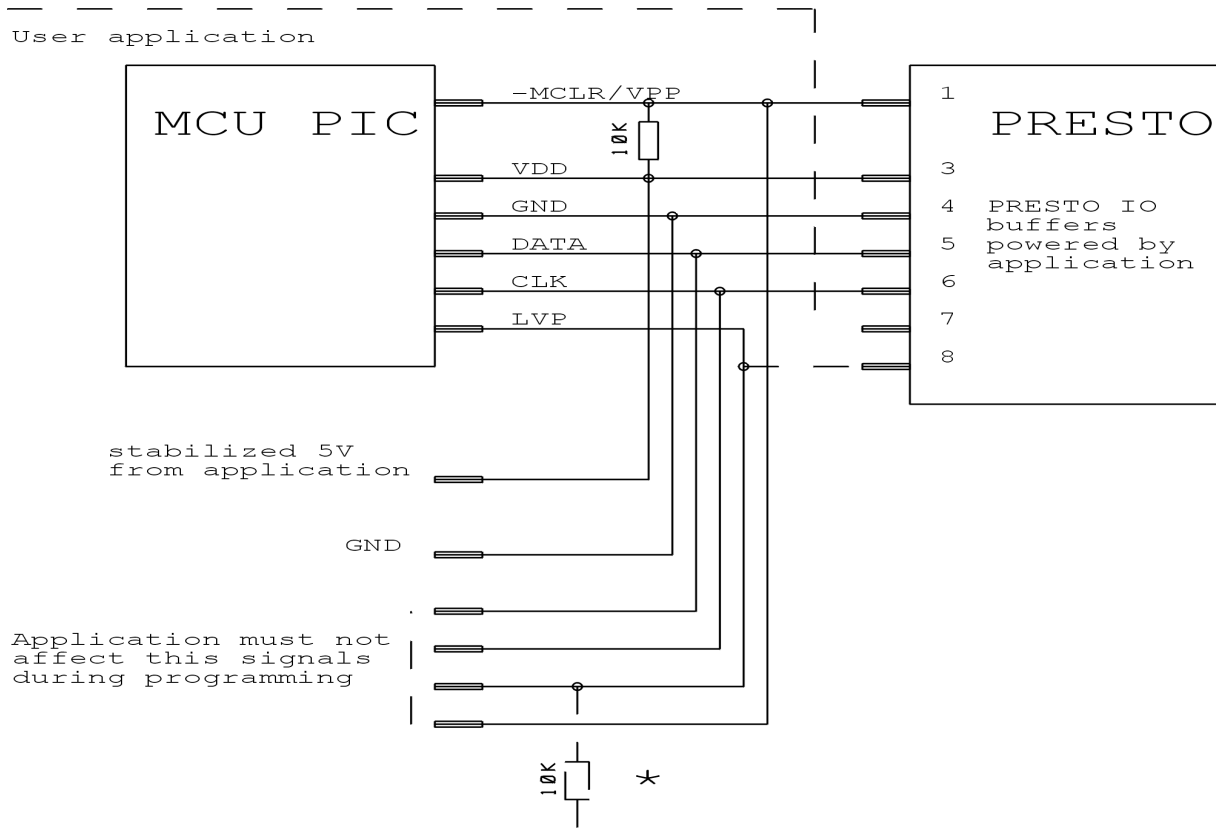 User application
-MCLR/VPP
1
MCU PIC
PRESTO
10K
VDD
3
GND
4
PRESTO IO
buffers
DATA
5
powered by
application
CLK
6
LVP
7
8
stabilized 5V
from application
GND
Application must not
affect this signals
during programming
10K
*